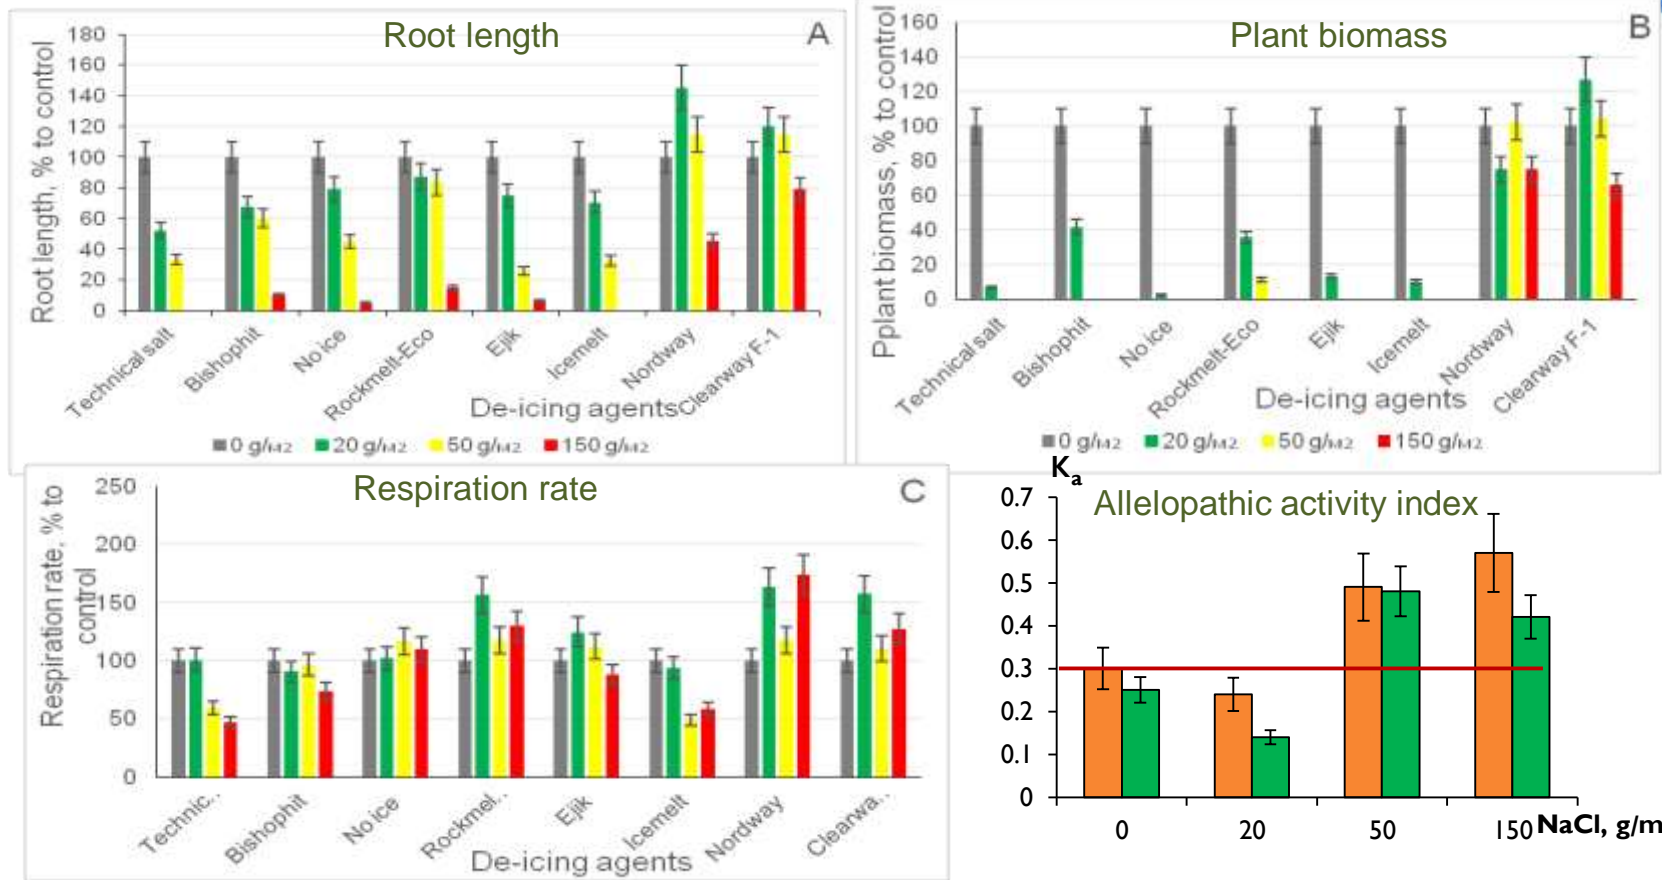 Root length
A
Root length, % to control
180
160
140
120
100
80
60
40
20
0
Technical salt
Bishophit
No ice
Rockmelt-Eco
Ejik
Icemelt
Nordway
Clearway F-1
De-icing agents
0 g/м2 20 g/м2 50 g/м2 150 g/м2
Plant biomass
B
Pplant biomass, % to control
160
140
120
100
80
60
40
20
0
Technical salt
Bishophit
No ice
Rockmelt-Eco
Ejik
Icemelt
Nordway
Clearway F-1
De-icing agents
0 g/м2 20 g/м2 50 g/м2 150 g/м2
Respiration rate
C
Respiration rate, % to
control
250
200
150
100
50
0
Technic..
Bishophit
No ice
Rockmel..
Ejik
Icemelt
Nordway
Clearwa..
De-icing agents
Ka
Allelopathic activity index
0.7
0.6
0.5
0.4
0.3
0.2
0.1
0
0 20 50 150
NaCl, g/m